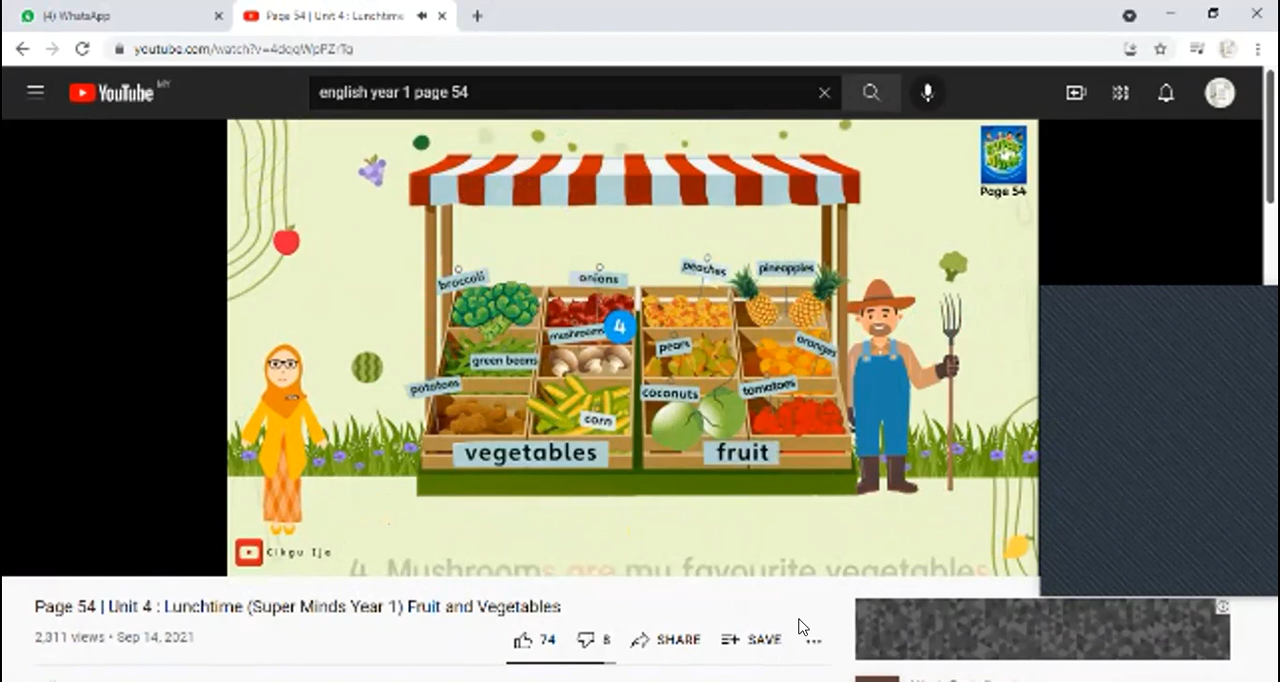 (4) WhatsApp
Page 54 | Unit 4 : Lunchtime
youtube.com/watch?v=4dqqWpPZrTg
YouTube MY
english year 1 page 54
Page 54
broccoli
onions
peaches
pineapples
mushrooms
4
green beans
pears
oranges
potatoes
corn
coconuts
tomatoes
vegetables
fruit
Cikgu Ija
4. Mushrooms are my favourite vegetables
Page 54 | Unit 4 : Lunchtime (Super Minds Year 1) Fruit and Vegetables
2,311 views • Sep 14, 2021
74
8
SHARE
SAVE